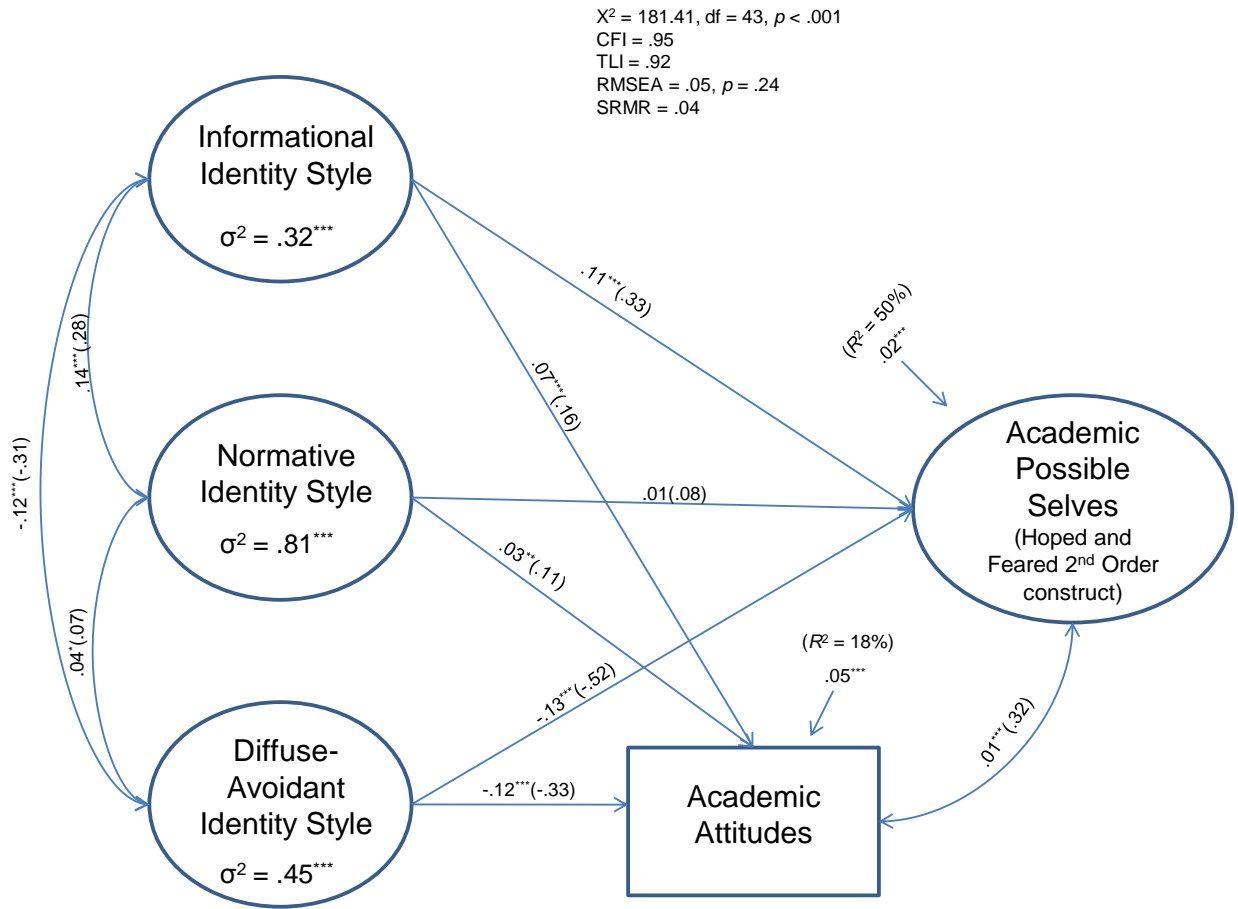 X² = 181.41, df = 43, p < .001
CFI = .95
TLI = .92
RMSEA = .05, p = .24
SRMR = .04
Informational
Identity Style
σ² = .32***
.11***(.33)
(R² = 50%)
.02***
.14***(.28)
.07***(.16)
-.12***(-.31)
Normative
Identity Style
σ² = .81***
.01(.08)
Academic
Possible
Selves
(Hoped and
Feared 2nd Order
construct)
.03**(.11)
.04*(.07)
-.13***(-.52)
(R² = 18%)
.05***
.01***(.32)
Diffuse-
Avoidant
Identity Style
σ² = .45***
-.12***(-.33)
Academic
Attitudes